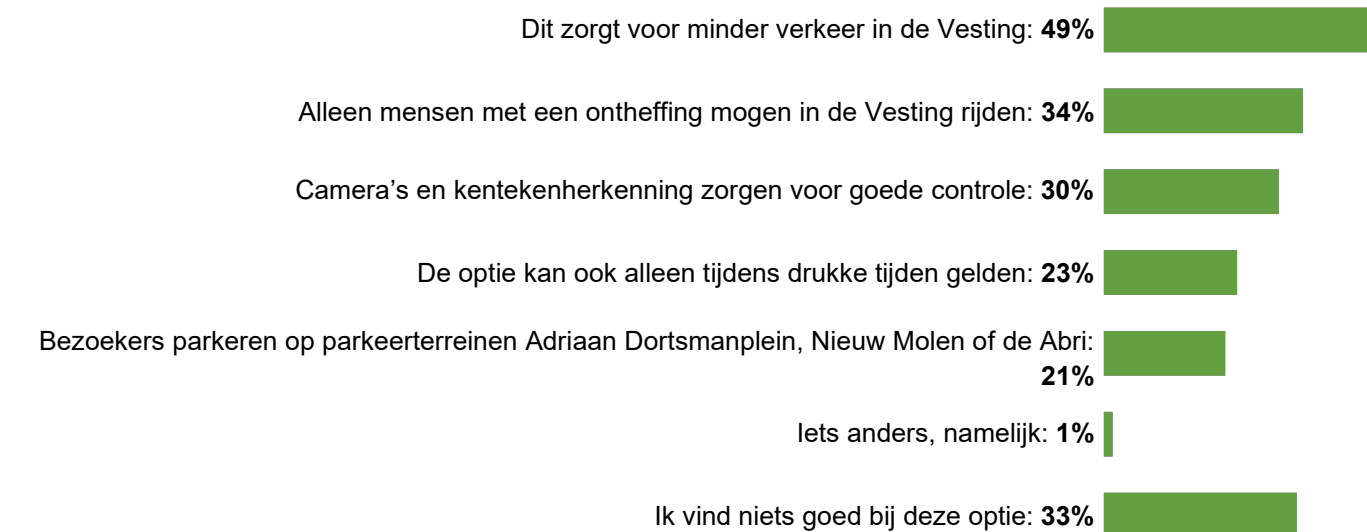 Dit zorgt voor minder verkeer in de Vesting: 49%
Alleen mensen met een ontheffing mogen in de Vesting rijden: 34%
Camera’s en kentekenherkenning zorgen voor goede controle: 30%
De optie kan ook alleen tijdens drukke tijden gelden: 23%
Bezoekers parkeren op parkeerterreinen Adriaan Dortsmanplein, Nieuw Molen of de Abri:
21%
Iets anders, namelijk: 1%
Ik vind niets goed bij deze optie: 33%